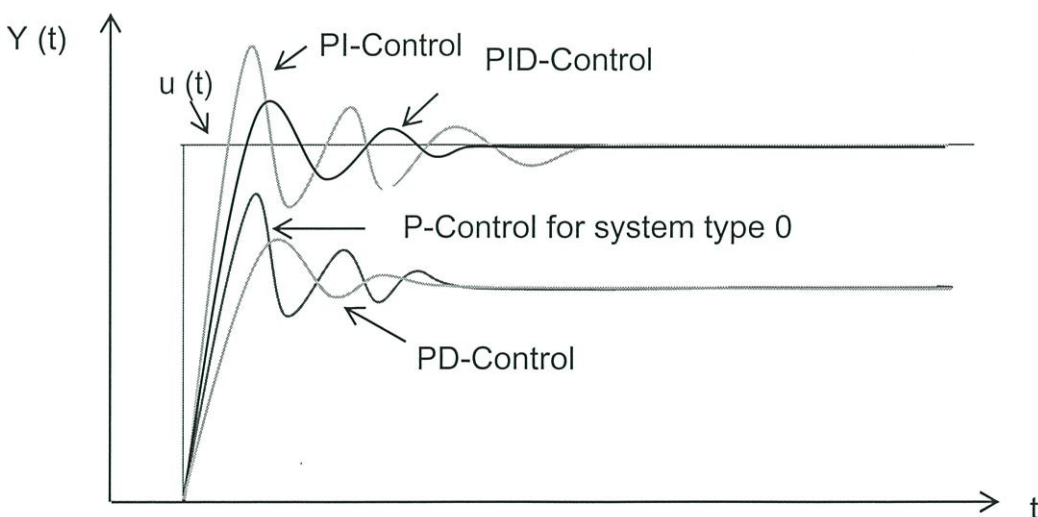 Y (t)
PI-Control
PID-Control
u (t)
P-Control for system type 0
PD-Control
t